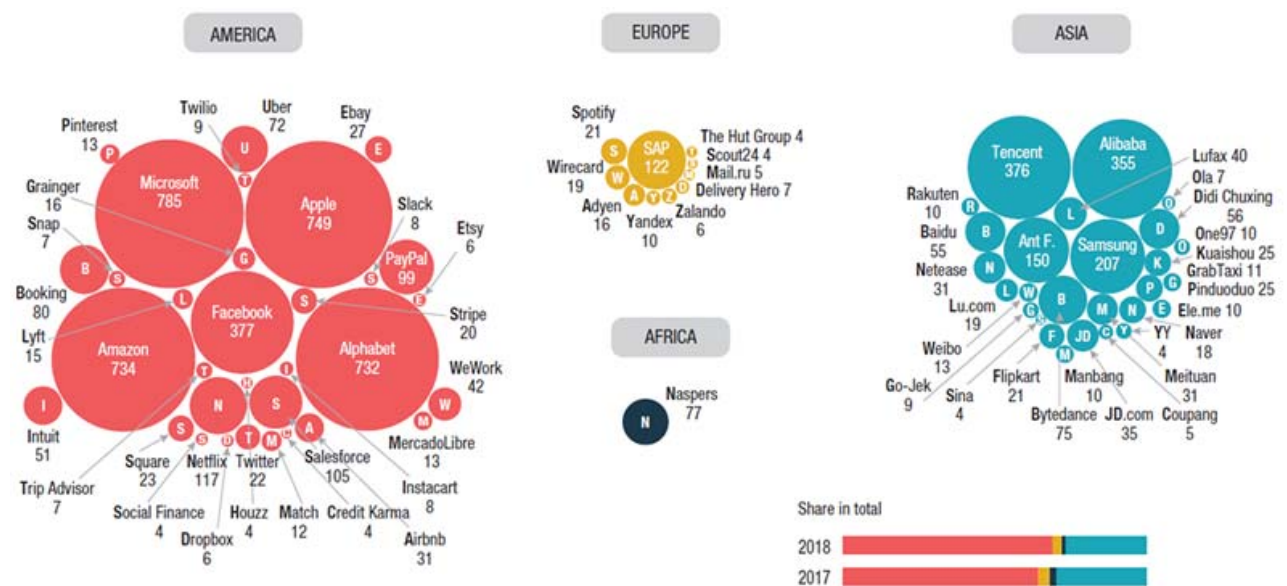 AMERICA
Twilio
9
Uber
72
Ebay
27
Pinterest
13
P
U
E
T
Microsoft
785
Apple
749
Grainger
16
Slack
8
Snap
7
G
Etsy
6
PayPal
99
B
S
S
E
Booking
80
L
Facebook
377
S
Stripe
20
Lyft
15
Amazon
734
Alphabet
732
WeWork
42
T
H
I
I
N
S
W
M
Intuit
51
S
S
D
T
M
C
A
MercadoLibre
13
Square
23
Netflix
117
Twitter
22
Salesforce
105
Trip Advisor
7
Instacart
8
Social Finance
4
Houzz
4
Match
12
Credit Karma
4
Dropbox
6
Airbnb
31
EUROPE
Spotify
21
S
SAP
122
The Hut Group 4
Scout24 4
Mail.ru 5
Delivery Hero 7
Wirecard
19
W
A
Y
Z
D
Adyen
16
Yandex
10
Zalando
6
AFRICA
Naspers
77
N
ASIA
Tencent
376
Alibaba
355
Lufax 40
Ola 7
Didi Chuxing
56
Rakuten
10
R
L
O
Baidu
55
B
Ant F.
150
Samsung
207
D
O
One97 10
Kuaishou 25
Netease
31
N
K
GrabTaxi 11
Pinduoduo 25
L
W
B
P
G
Lu.com
19
G
M
N
E
Ele.me 10
Weibo
13
F
JD
C
Y
YY
4
Naver
18
M
Go-Jek
9
Sina
4
Flipkart
21
Manbang
10
Meituan
31
Bytedance
75
JD.com
35
Coupang
5
Share in total
2018
2017